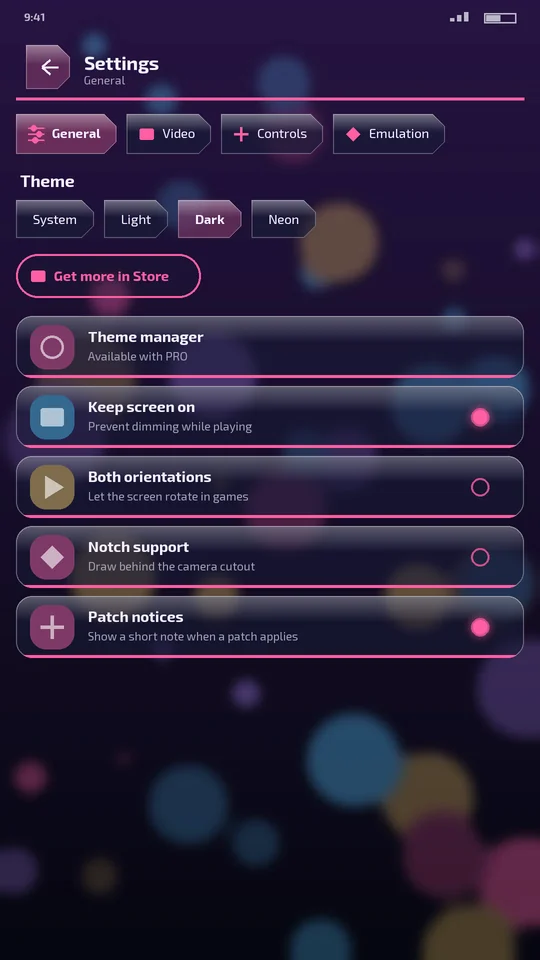 9:41
Settings
General
General
Video
Controls
Emulation
Theme
System
Light
Dark
Neon
Get more in Store
Theme manager
Available with PRO
Keep screen on
Prevent dimming while playing
Both orientations
Let the screen rotate in games
Notch support
Draw behind the camera cutout
Patch notices
Show a short note when a patch applies